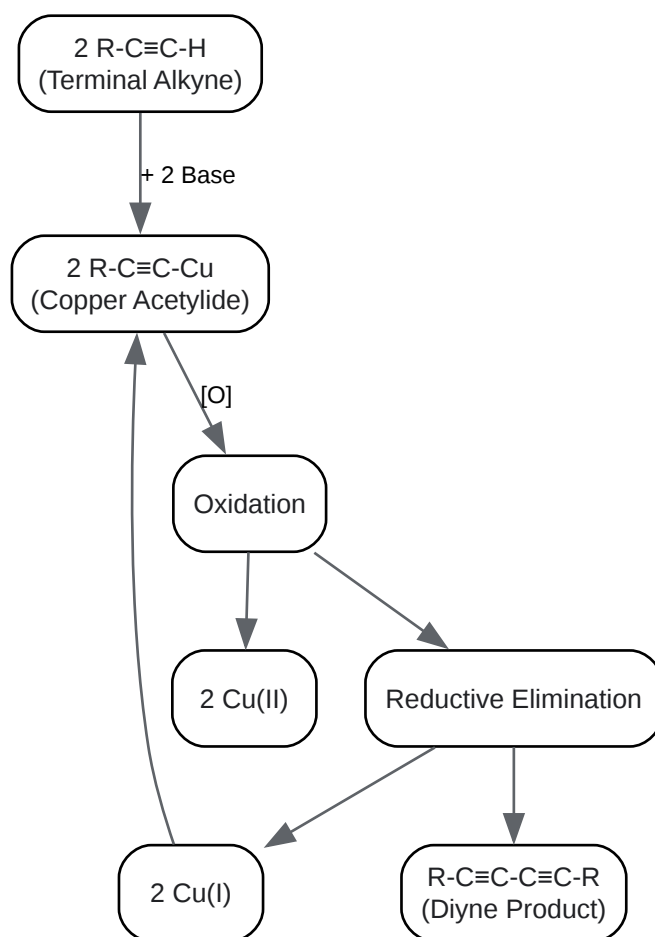 2 R-C≡C-H
(Terminal Alkyne)
+ 2 Base
2 R-C≡C-Cu
(Copper Acetylide)
[O]
Oxidation
2 Cu(II)
Reductive Elimination
2 Cu(I)
R-C≡C-C≡C-R
(Diyne Product)